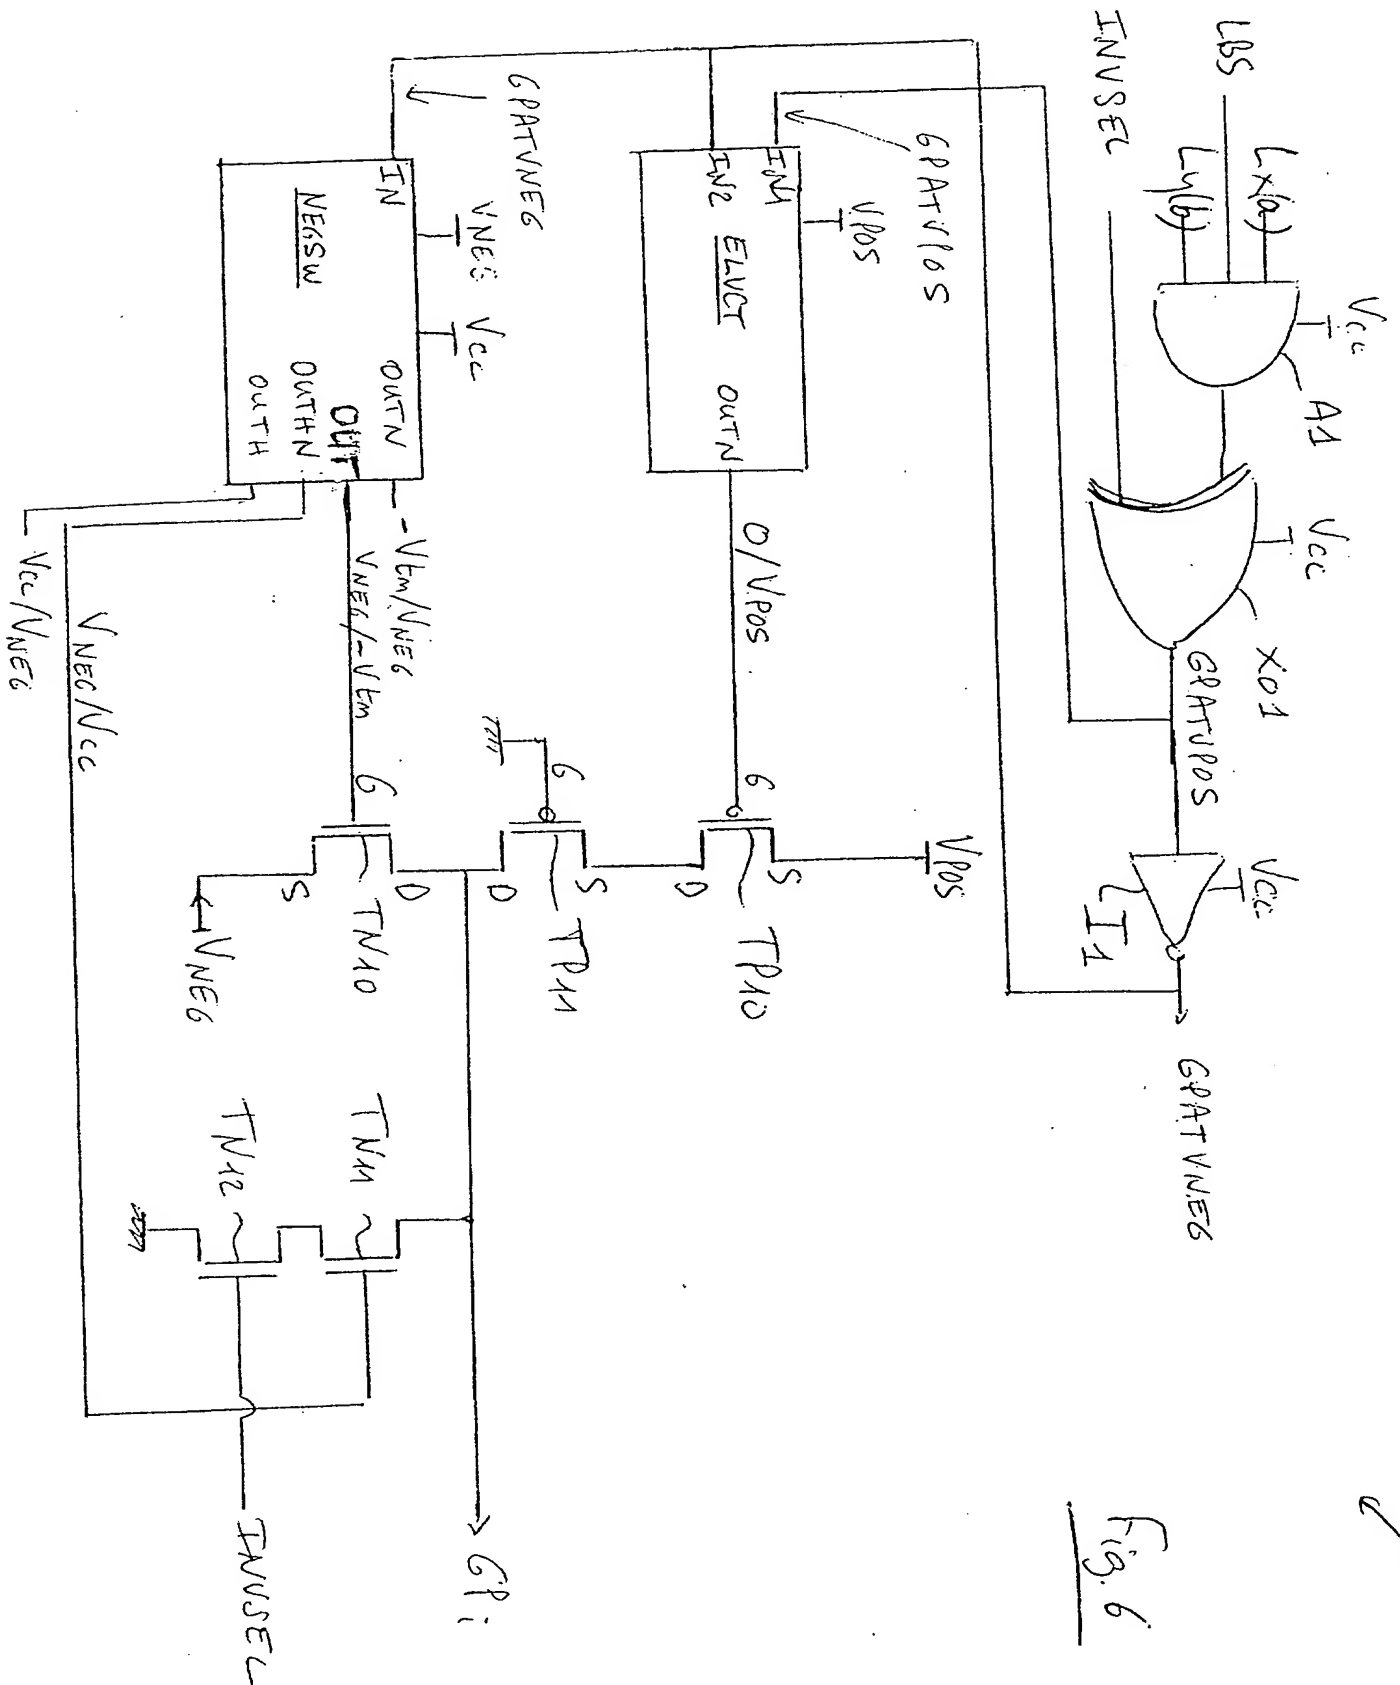 Fig. 6
LBS
Lx(a)
Ly(b)
Vcc
A1
INVSEL
Vcc
X01
GPATVPOS
Vcc
I1
GPATVNEG
GPATVPOS
VPOS
IN1
IN2
ELVCT
OUTN
0/VPOS
VPOS
G
S
D
TP10
G
S
D
TP11
GPATVNEG
VNEG
Vcc
IN
NEGSW
OUTN
OUT
OUTHN
OUTH
-Vtm/VNEG
VNEG/-Vtm
G
D
S
TN10
VNEG
VNEG/Vcc
Vcc/VNEG
TN11
TN12
GPi
INVSEL